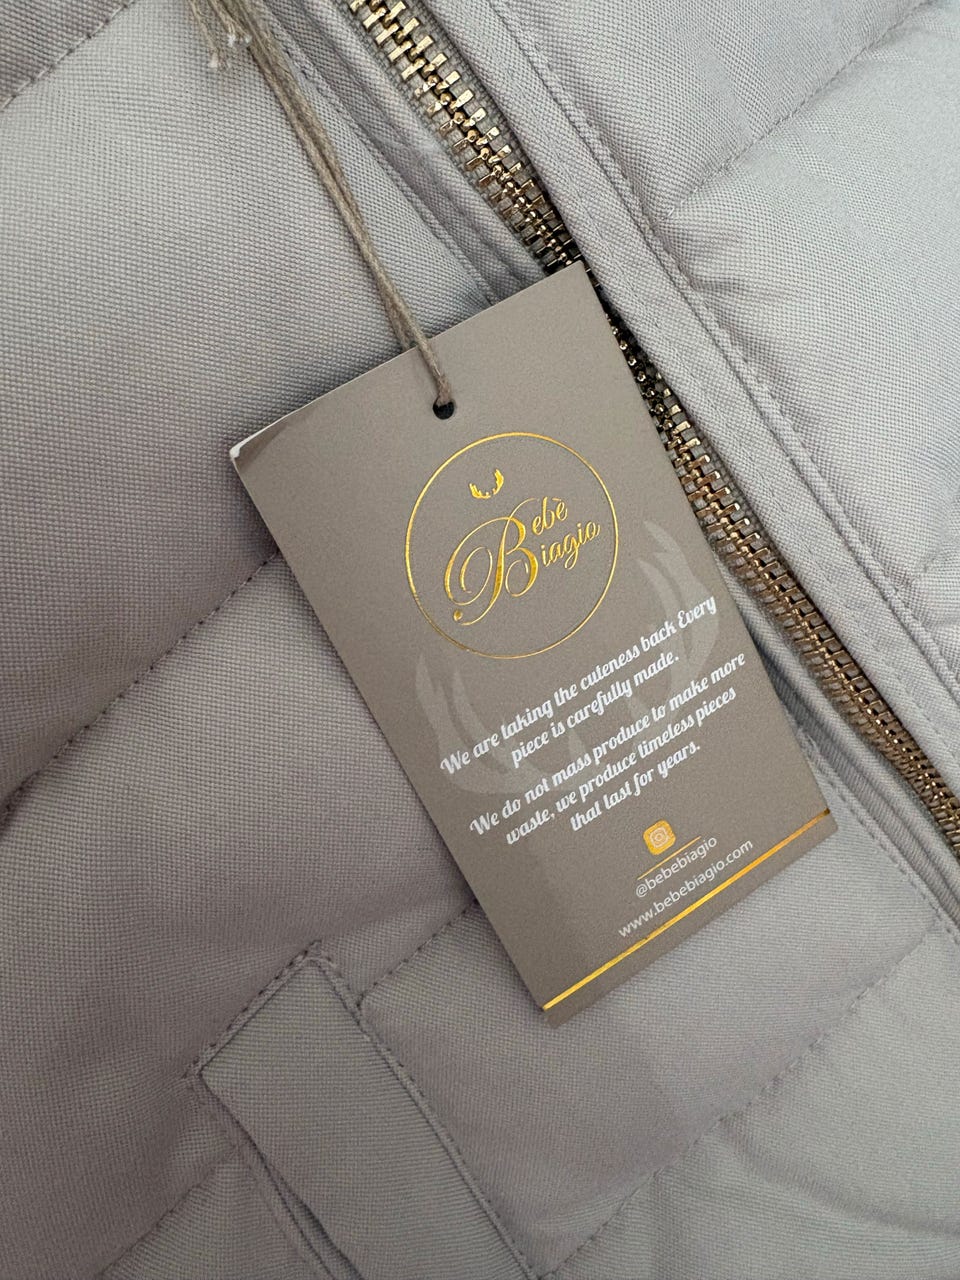 Bebè
Biagio
We are taking the cuteness back Every
piece is carefully made.
We do not mass produce to make more
waste, we produce timeless pieces
that last for years.
@bebebiagio
www.bebebiagio.com